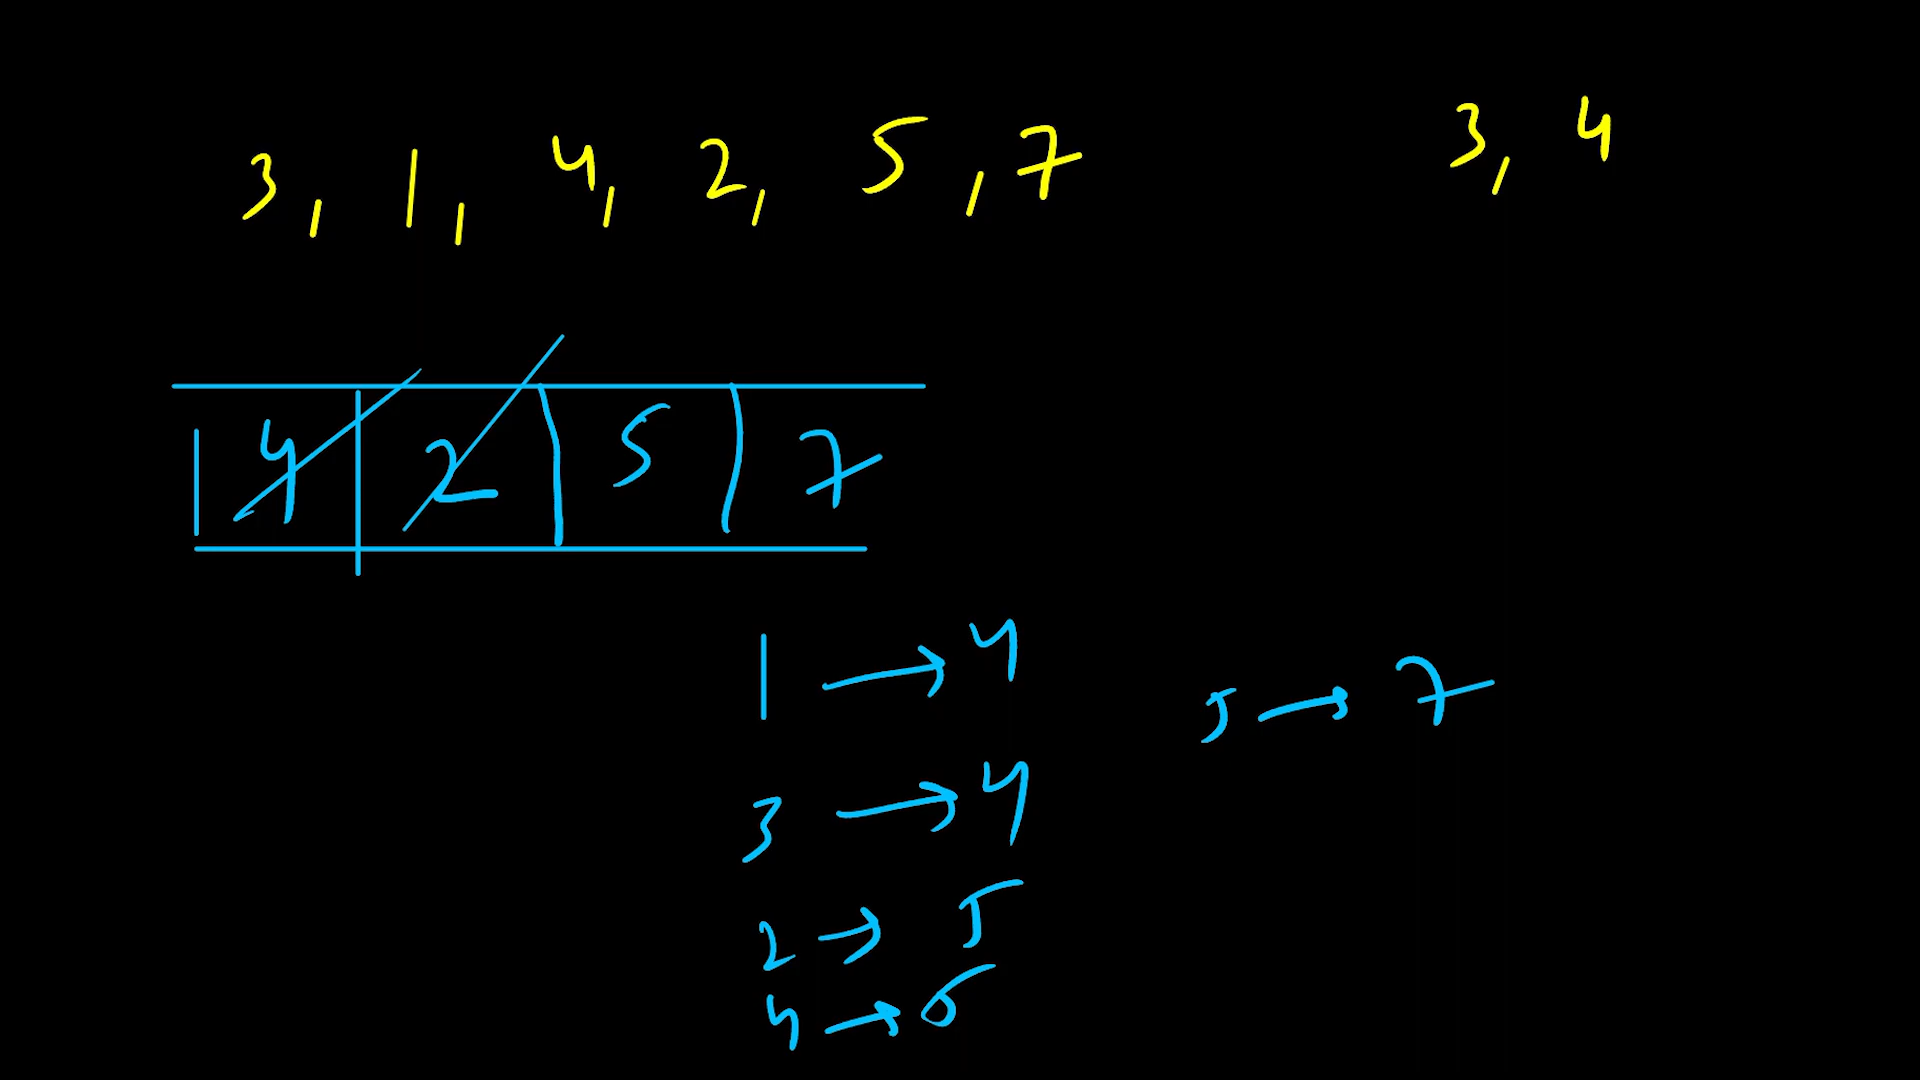 3, 1, 4, 2, 5, 7
3, 4
4 2 5 7
1 → 4
5 → 7
3 → 4
2 → 5
4 → 5